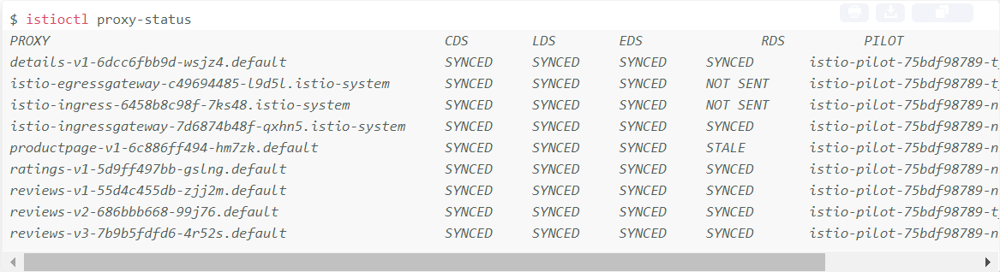 $ istioctl proxy-status
PROXY CDS LDS EDS RDS PILOT
details-v1-6dcc6fbb9d-wsjz4.default SYNCED SYNCED SYNCED SYNCED istio-pilot-75bdf98789-t
istio-egressgateway-c49694485-l9d5l.istio-system SYNCED SYNCED SYNCED NOT SENT istio-pilot-75bdf98789-t
istio-ingress-6458b8c98f-7ks48.istio-system SYNCED SYNCED SYNCED NOT SENT istio-pilot-75bdf98789-n
istio-ingressgateway-7d6874b48f-qxhn5.istio-system SYNCED SYNCED SYNCED SYNCED istio-pilot-75bdf98789-n
productpage-v1-6c886ff494-hm7zk.default SYNCED SYNCED SYNCED STALE istio-pilot-75bdf98789-n
ratings-v1-5d9ff497bb-gslng.default SYNCED SYNCED SYNCED SYNCED istio-pilot-75bdf98789-n
reviews-v1-55d4c455db-zjj2m.default SYNCED SYNCED SYNCED SYNCED istio-pilot-75bdf98789-n
reviews-v2-686bbb668-99j76.default SYNCED SYNCED SYNCED SYNCED istio-pilot-75bdf98789-t
reviews-v3-7b9b5fdfd6-4r52s.default SYNCED SYNCED SYNCED SYNCED istio-pilot-75bdf98789-n